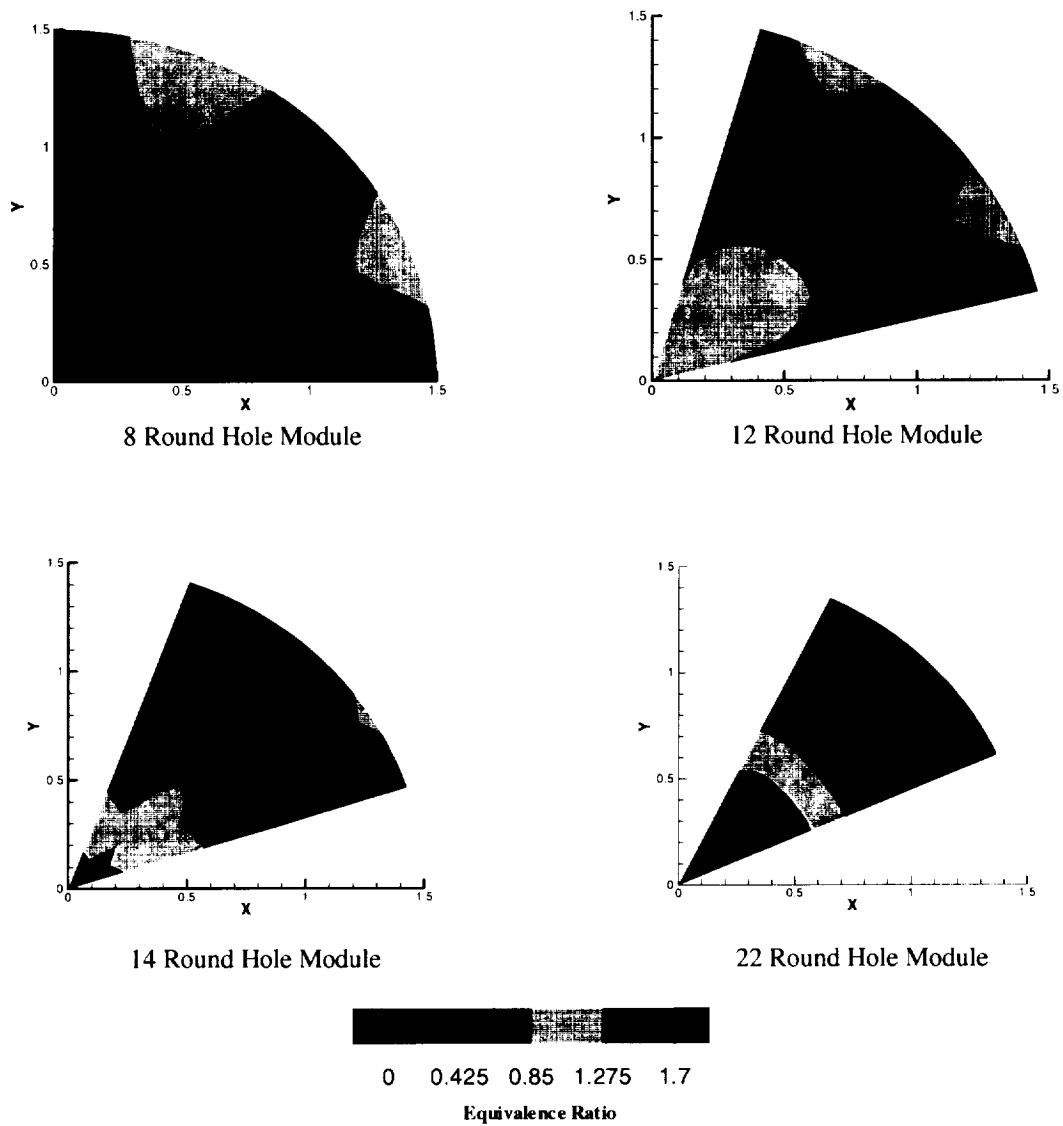 1.5
1
Y
0.5
0
0 0.5 1 1.5
X
8 Round Hole Module
1.5
1
Y
0.5
0
0 0.5 1 1.5
X
12 Round Hole Module
1.5
1
Y
0.5
0
0 0.5 1 1 5
X
14 Round Hole Module
1.5
1
Y
0.5
0
0 0.5 1 1 5
X
22 Round Hole Module
0 0.425 0.85 1.275 1.7
Equivalence Ratio